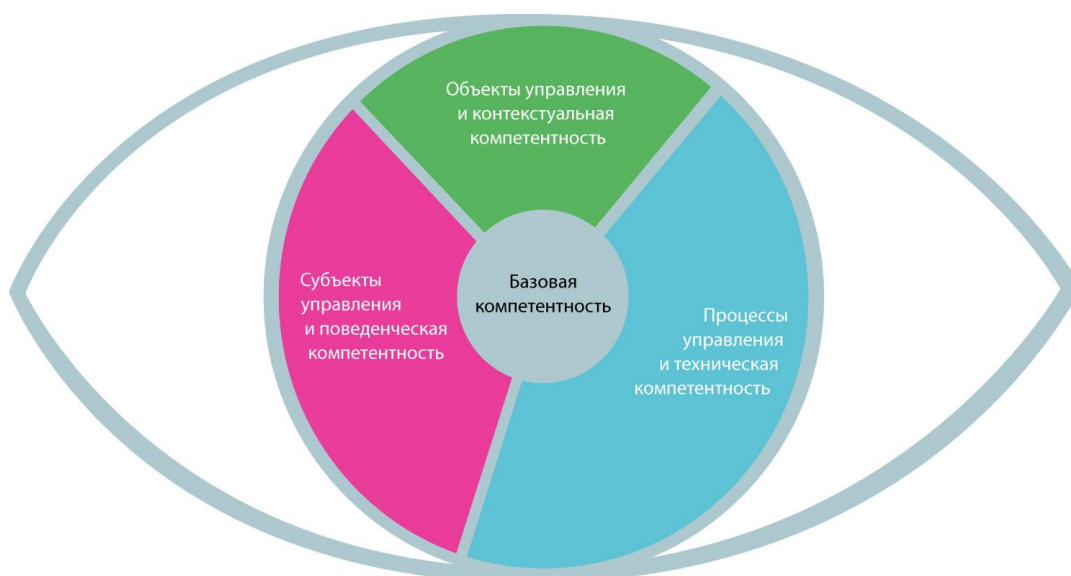 Объекты управления
и контекстуальная
компетентность
Субъекты
управления
и поведенческая
компетентность
Базовая
компетентность
Процессы
управления
и техническая
компетентность